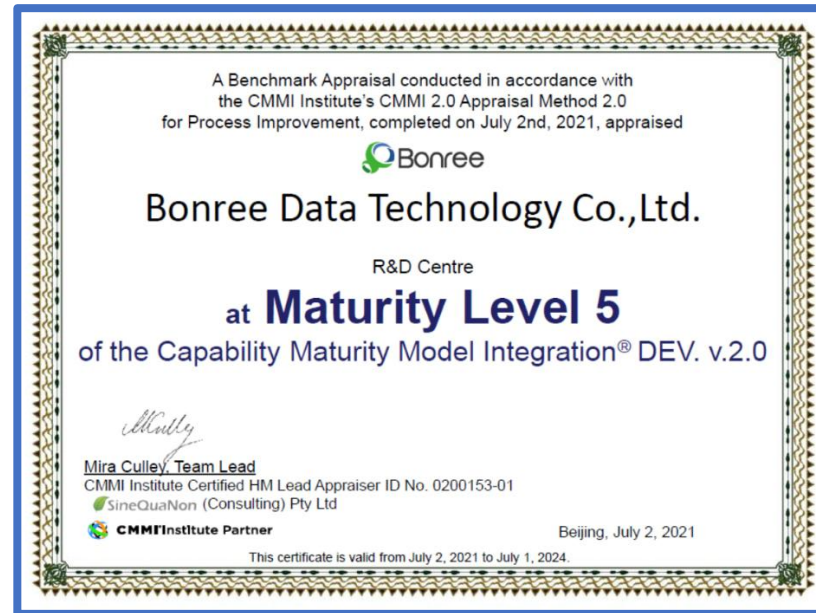 A Benchmark Appraisal conducted in accordance with
the CMMI Institute's CMMI 2.0 Appraisal Method 2.0
for Process Improvement, completed on July 2nd, 2021, appraised
Bonree
Bonree Data Technology Co.,Ltd.
R&D Centre
at Maturity Level 5
of the Capability Maturity Model Integration® DEV. v.2.0
MCully
Mira Culley, Team Lead
CMMI Institute Certified HM Lead Appraiser ID No. 0200153-01
SineQuaNon (Consulting) Pty Ltd
CMMI Institute Partner
Beijing, July 2, 2021
This certificate is valid from July 2, 2021 to July 1, 2024.